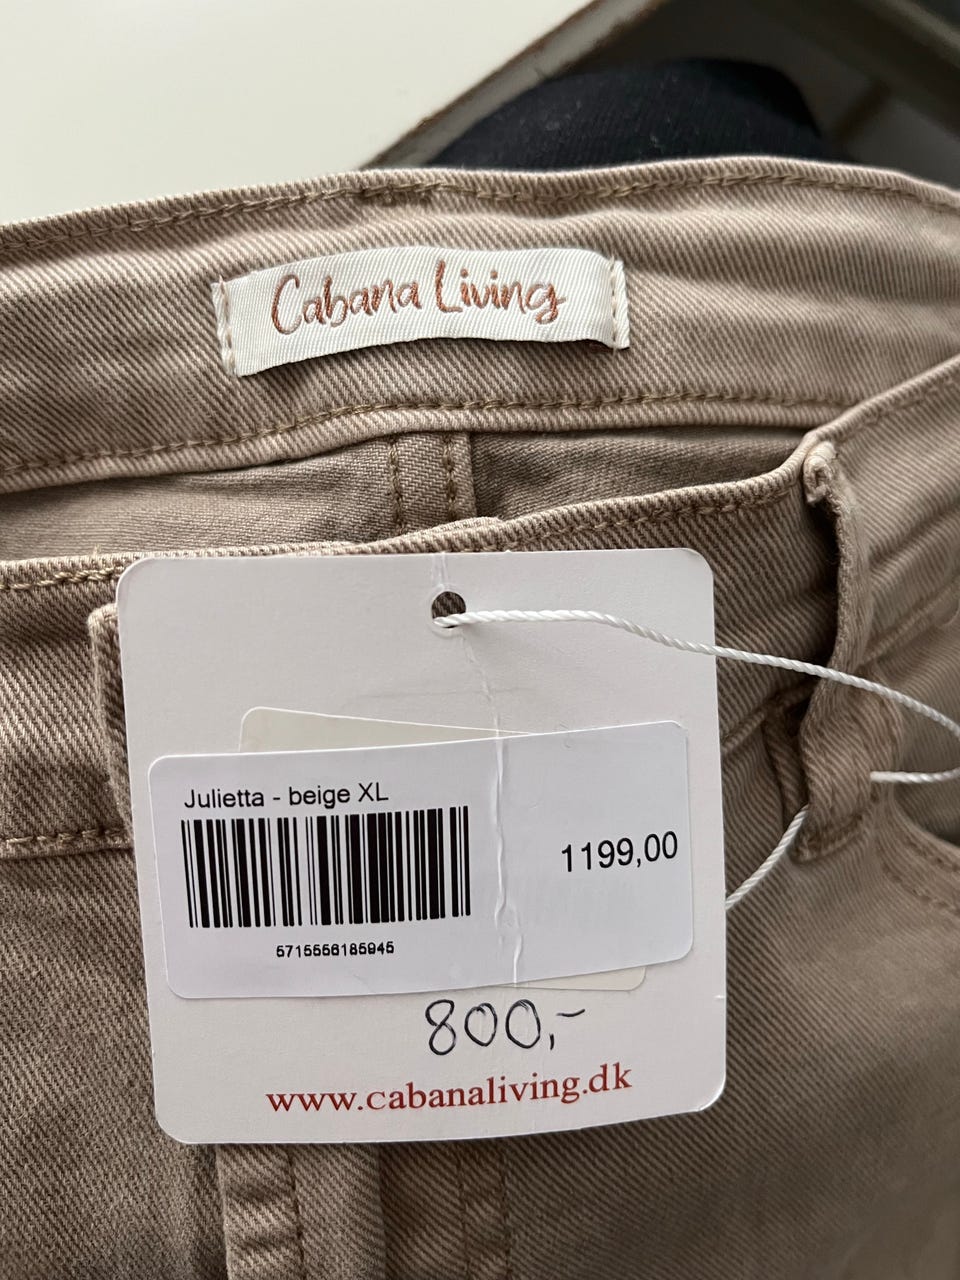 Cabana Living
Julietta - beige XL
1199,00
5715556185945
800,-
www.cabanaliving.dk